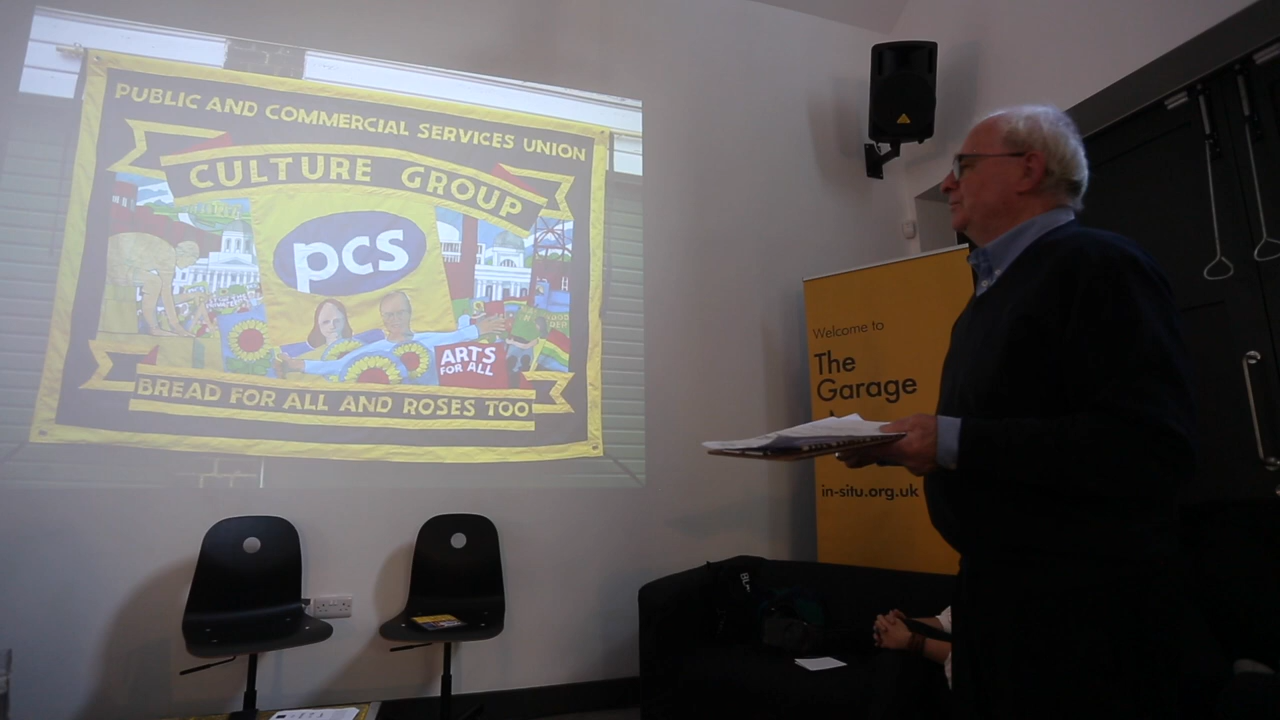 PUBLIC AND COMMERCIAL SERVICES UNION
CULTURE GROUP
pcs
ARTS
FOR ALL
BREAD FOR ALL AND ROSES TOO
Welcome to
The
Garage
in-situ.org.uk